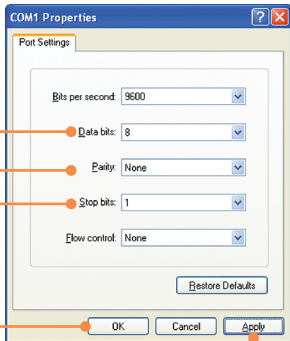 COM1 Properties
Port Settings
Bits per second: 9600
Data bits: 8
Parity: None
Stop bits: 1
Flow control: None
Restore Defaults
OK Cancel Apply